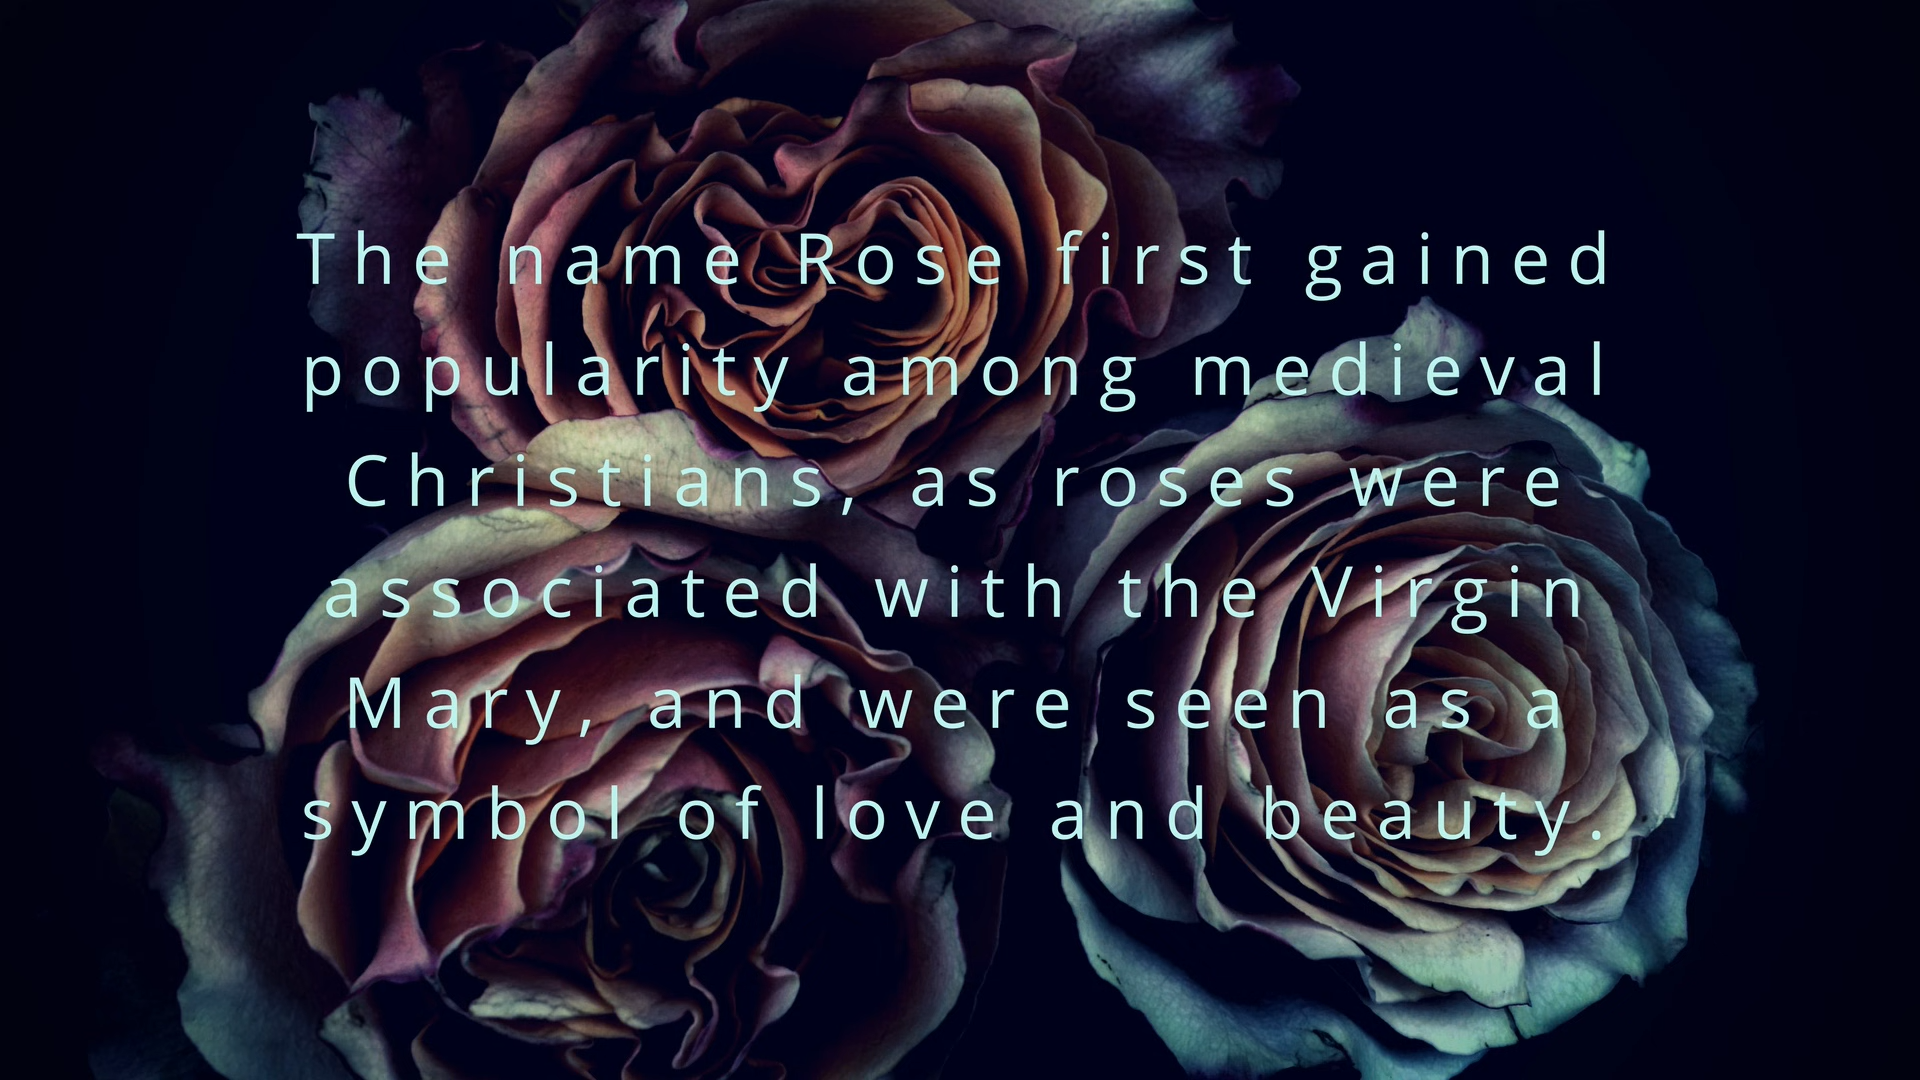 The name Rose first gained
popularity among medieval
Christians, as roses were
associated with the Virgin
Mary, and were seen as a
symbol of love and beauty.